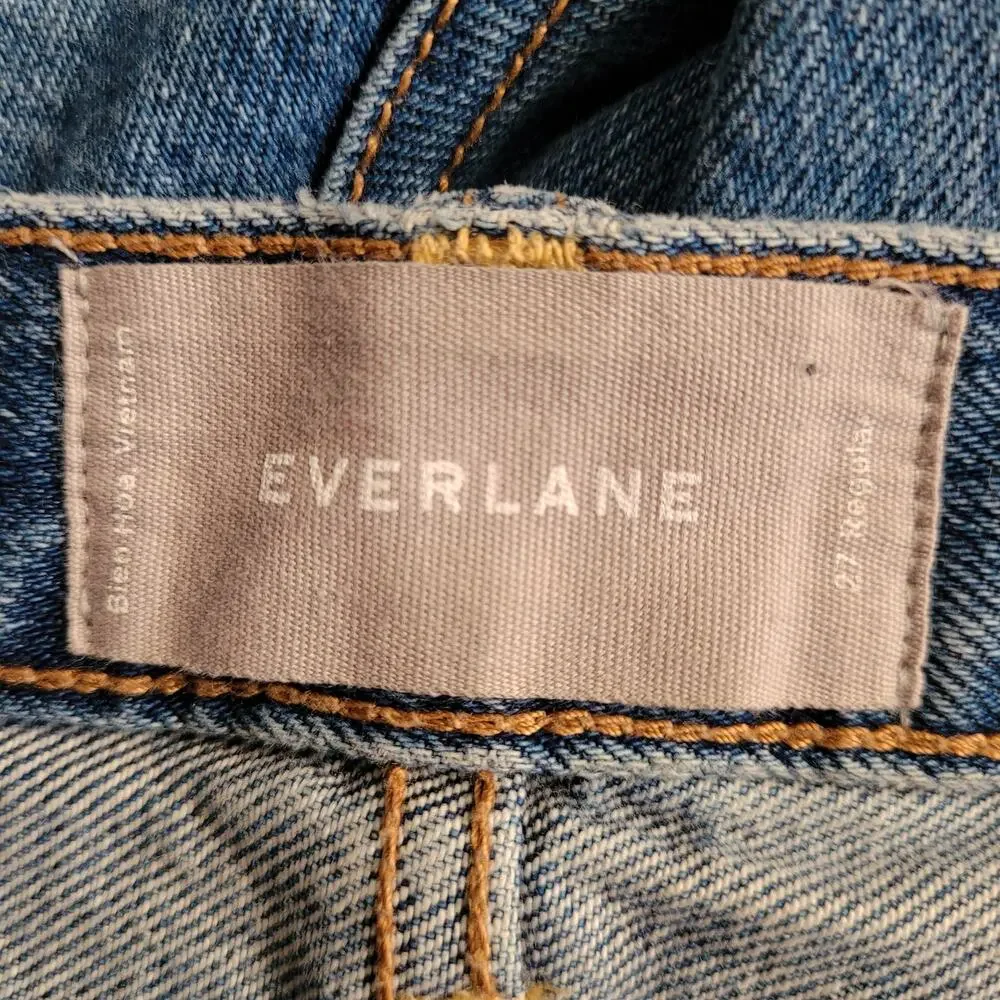 Bien Hoa Vietnam
EVERLANE
27 Regular